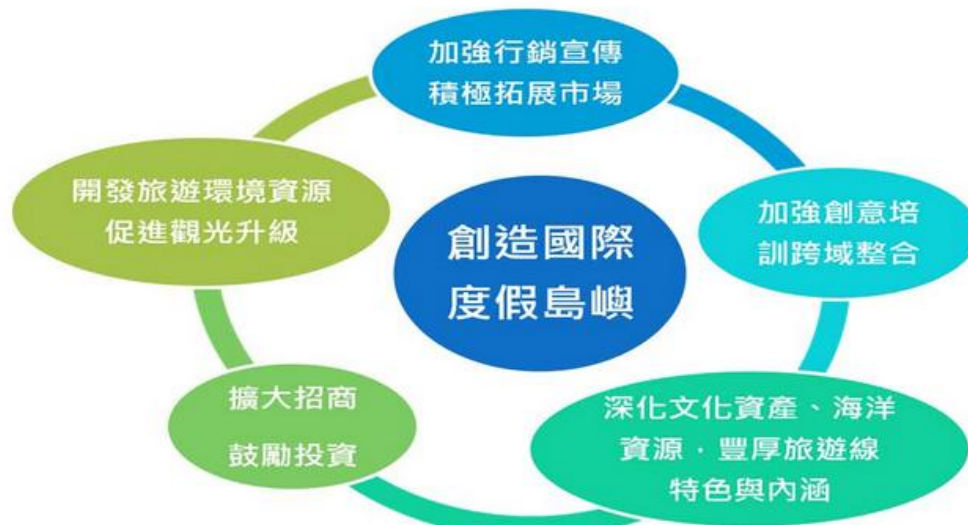 加強行銷宣傳
積極拓展市場
開發旅遊環境資源
促進觀光升級
創造國際
度假島嶼
加強創意培
訓跨域整合
擴大招商
鼓勵投資
深化文化資產、海洋
資源．豐厚旅遊線
特色與內涵